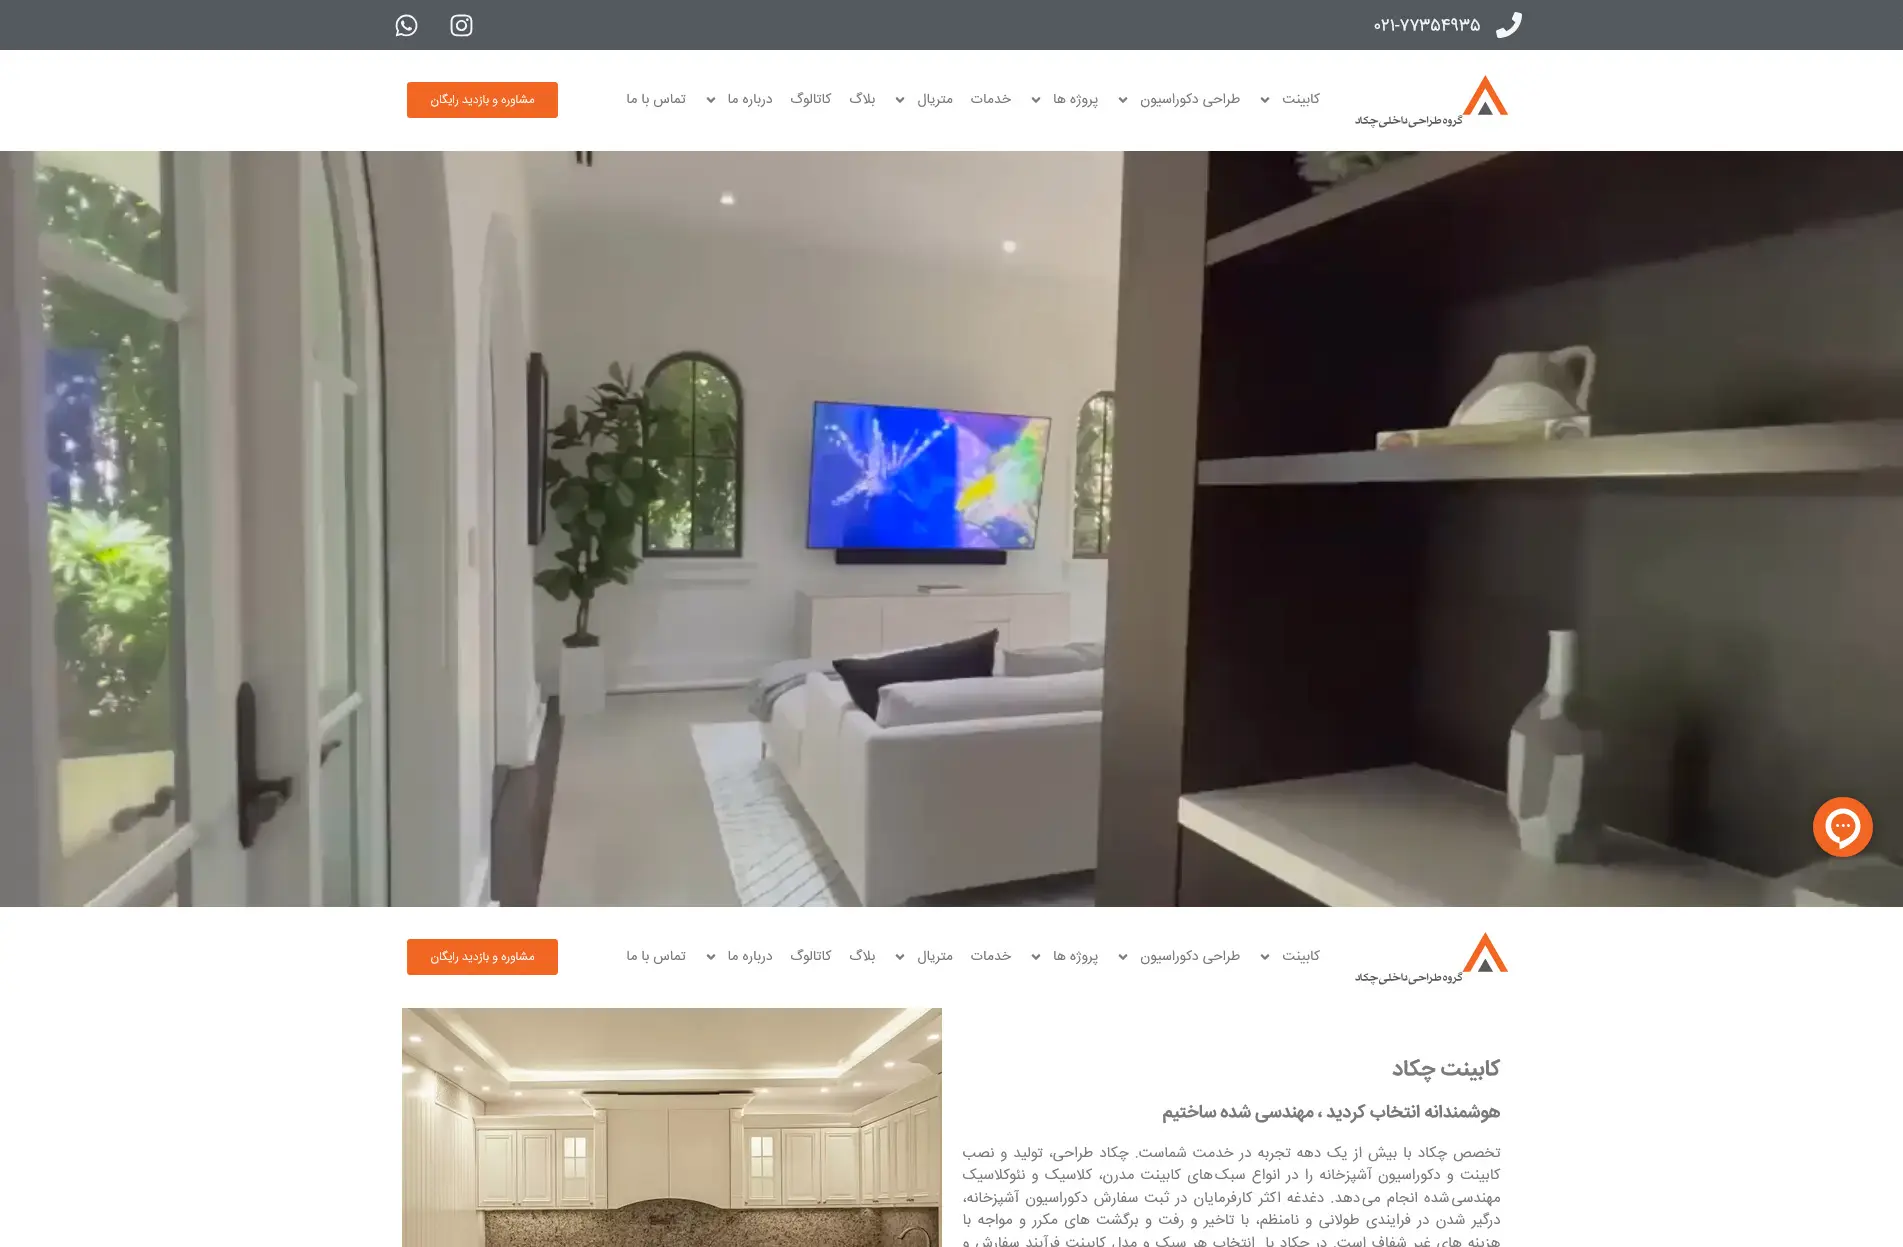 ۰۲۱-۷۷۳۵۴۹۳۵
گروه طراحی داخلی چکاد
کابینت
طراحی دکوراسیون
پروژه ها
خدمات
متریال
بلاگ
کاتالوگ
درباره ما
تماس با ما
مشاوره و بازدید رایگان
گروه طراحی داخلی چکاد
کابینت
طراحی دکوراسیون
پروژه ها
خدمات
متریال
بلاگ
کاتالوگ
درباره ما
تماس با ما
مشاوره و بازدید رایگان
کابینت چکاد
هوشمندانه انتخاب کردید ، مهندسی شده ساختیم
تخصص چکاد با بیش از یک دهه تجربه در خدمت شماست. چکاد طراحی، تولید و نصب
کابینت و دکوراسیون آشپزخانه را در انواع سبک‌های کابینت مدرن، کلاسیک و نئوکلاسیک
مهندسی‌شده انجام می‌دهد. دغدغه اکثر کارفرمایان در ثبت سفارش دکوراسیون آشپزخانه،
درگیر شدن در فرایندی طولانی و نامنظم، با تاخیر و رفت و برگشت های مکرر و مواجه با
هزینه های غیر شفاف است. در چکاد با انتخاب هر سبک و مدل کابینت فرآیند سفارش و